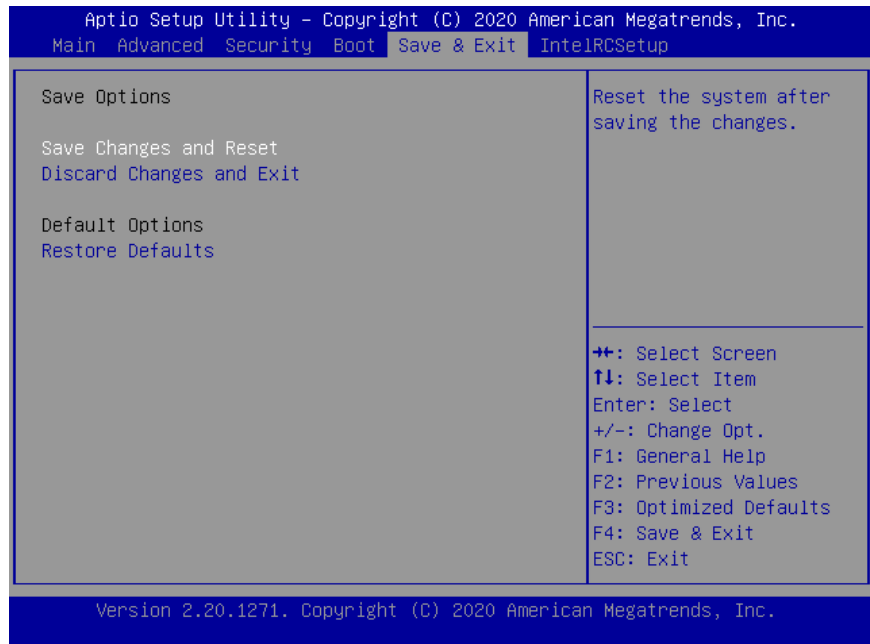 Aptio Setup Utility – Copyright (C) 2020 American Megatrends, Inc.
Main Advanced Security Boot Save & Exit IntelRCSetup
Save Options
Save Changes and Reset
Discard Changes and Exit
Default Options
Restore Defaults
Reset the system after
saving the changes.
→←: Select Screen
↑↓: Select Item
Enter: Select
+/-: Change Opt.
F1: General Help
F2: Previous Values
F3: Optimized Defaults
F4: Save & Exit
ESC: Exit
Version 2.20.1271. Copyright (C) 2020 American Megatrends, Inc.